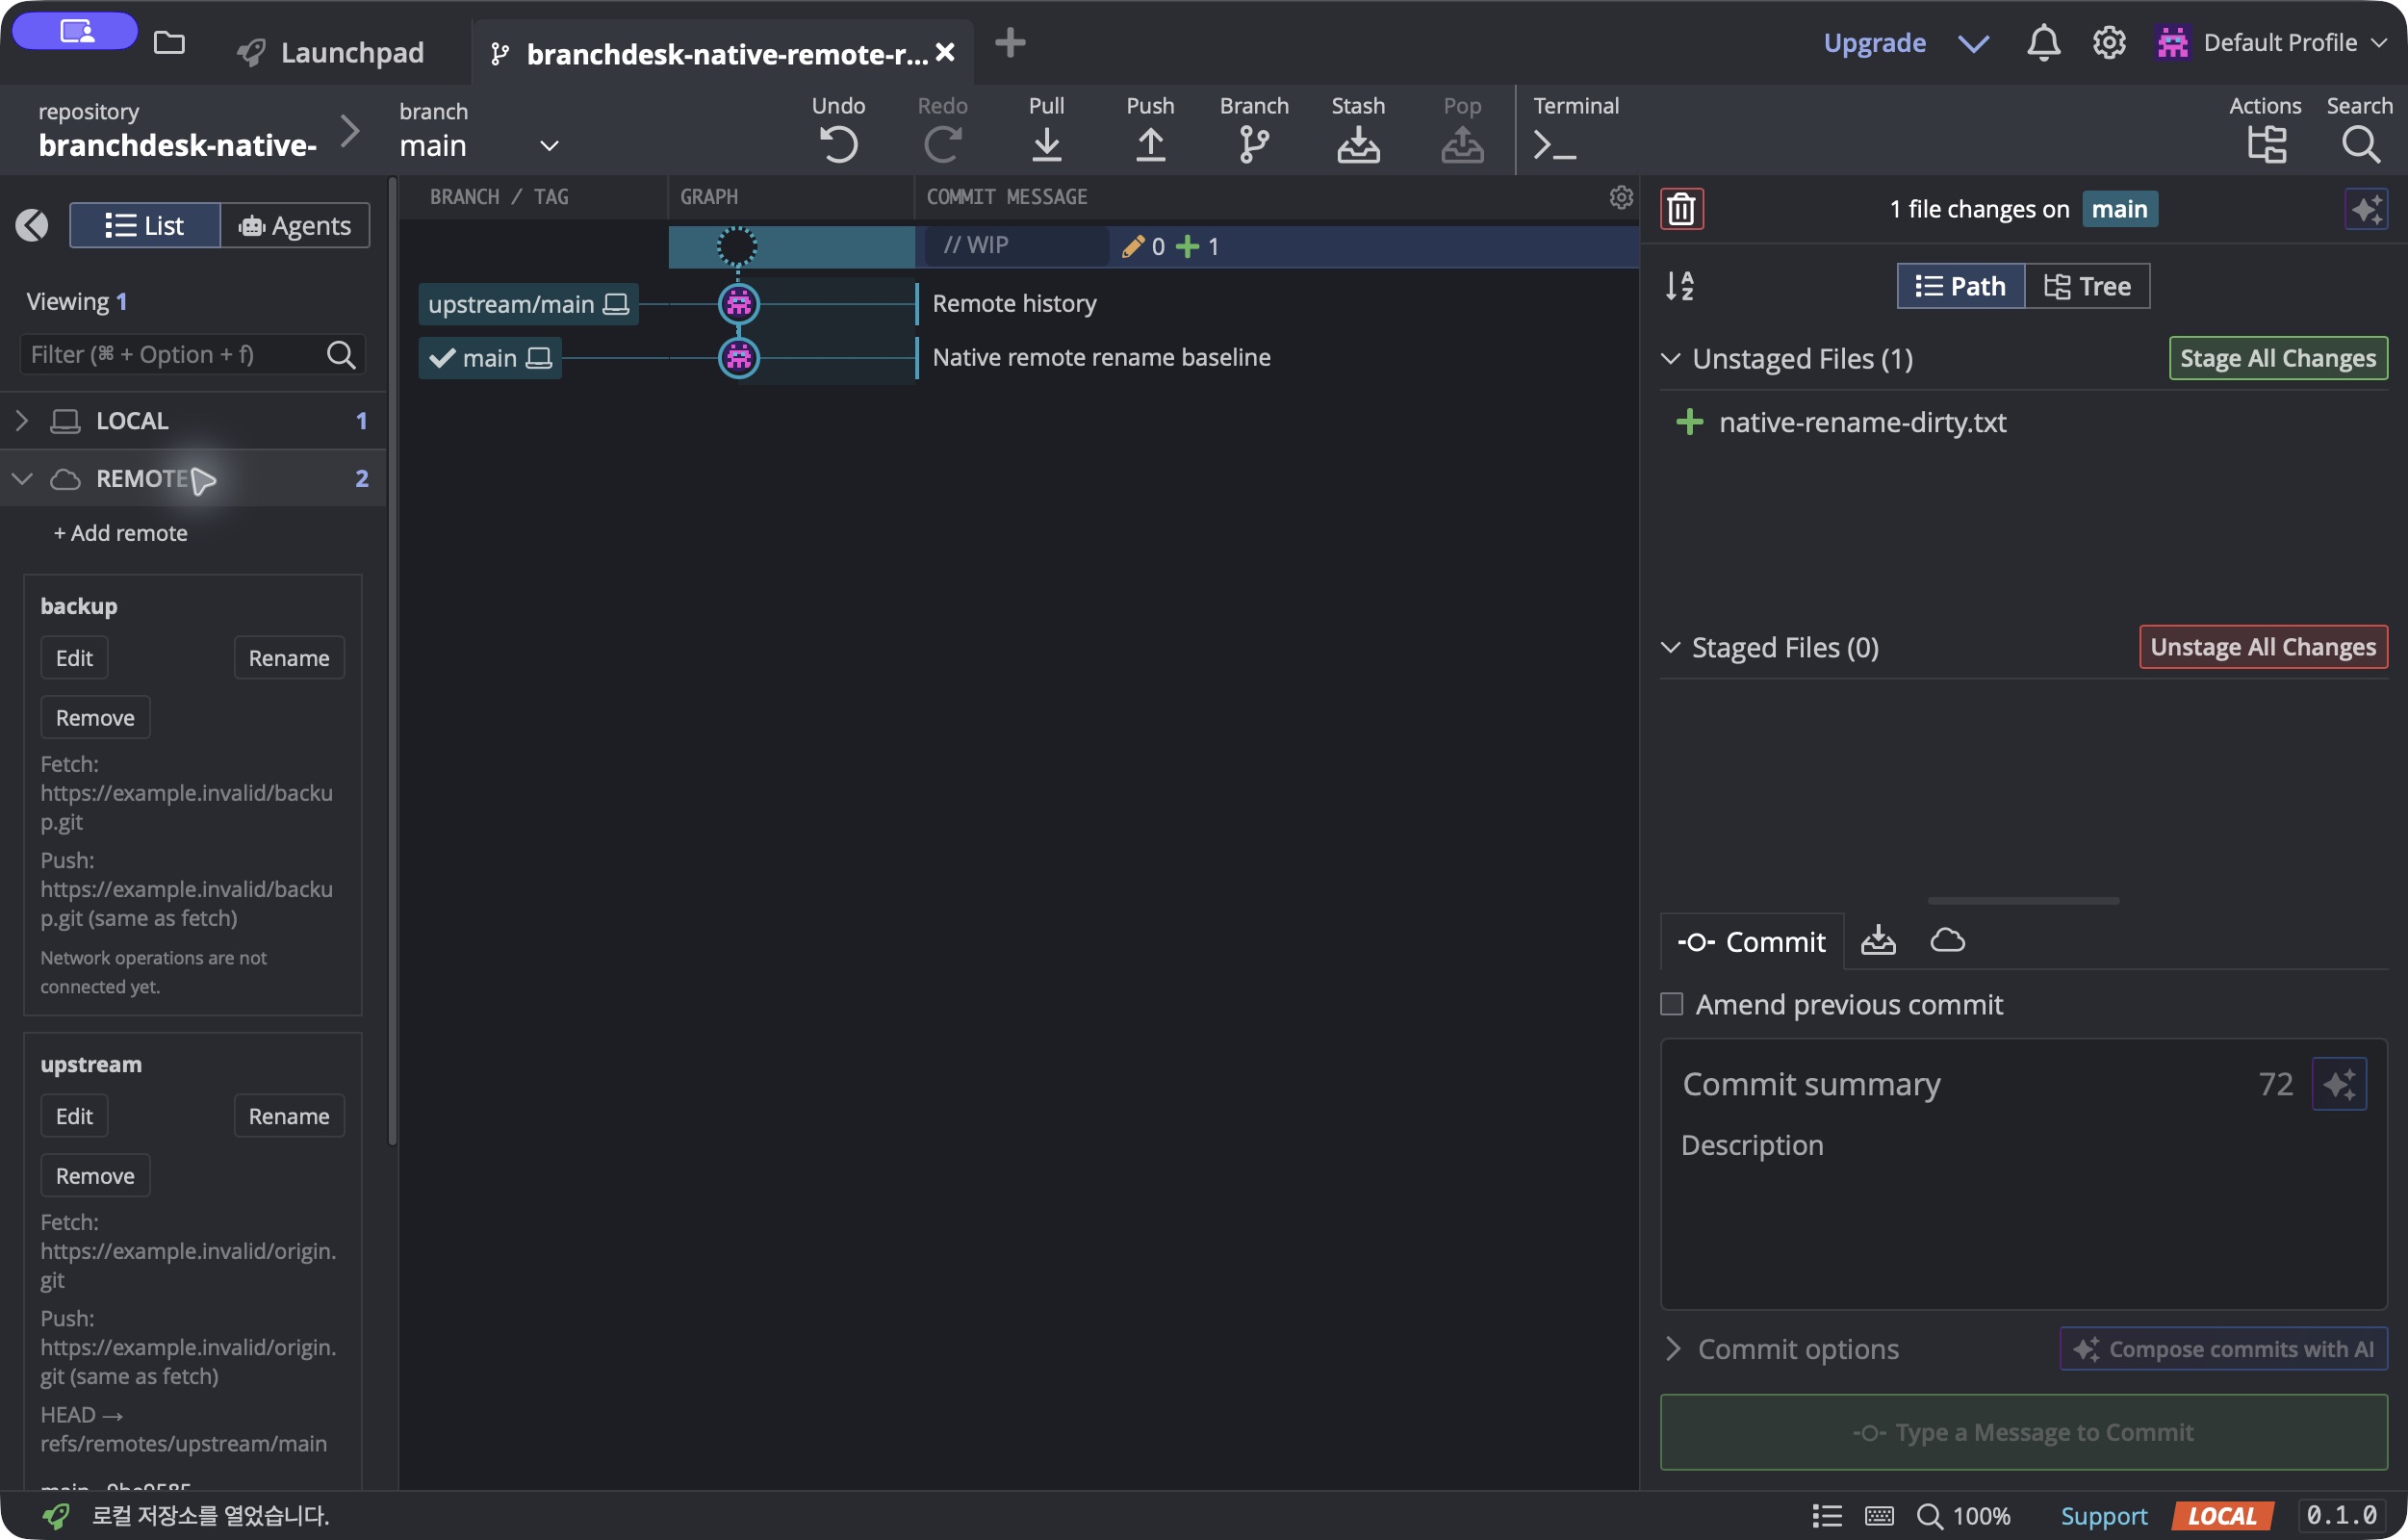 Launchpad
branchdesk-native-remote-r...
Upgrade
Default Profile
repository
branchdesk-native-
branch
main
Undo
Redo
Pull
Push
Branch
Stash
Pop
Terminal
Actions
Search
List
Agents
Viewing 1
Filter (⌘ + Option + f)
LOCAL 1
REMOTE 2
+ Add remote
backup
Edit
Rename
Remove
Fetch:
https://example.invalid/backu
p.git
Push:
https://example.invalid/backu
p.git (same as fetch)
Network operations are not
connected yet.
upstream
Edit
Rename
Remove
Fetch:
https://example.invalid/origin.
git
Push:
https://example.invalid/origin.
git (same as fetch)
HEAD →
refs/remotes/upstream/main
BRANCH / TAG
GRAPH
COMMIT MESSAGE
// WIP
0
1
upstream/main
Remote history
main
Native remote rename baseline
1 file changes on main
Path
Tree
Unstaged Files (1)
Stage All Changes
native-rename-dirty.txt
Staged Files (0)
Unstage All Changes
Commit
Amend previous commit
Commit summary
72
Description
Commit options
Compose commits with AI
Type a Message to Commit
로컬 저장소를 열었습니다.
100%
Support
LOCAL
0.1.0